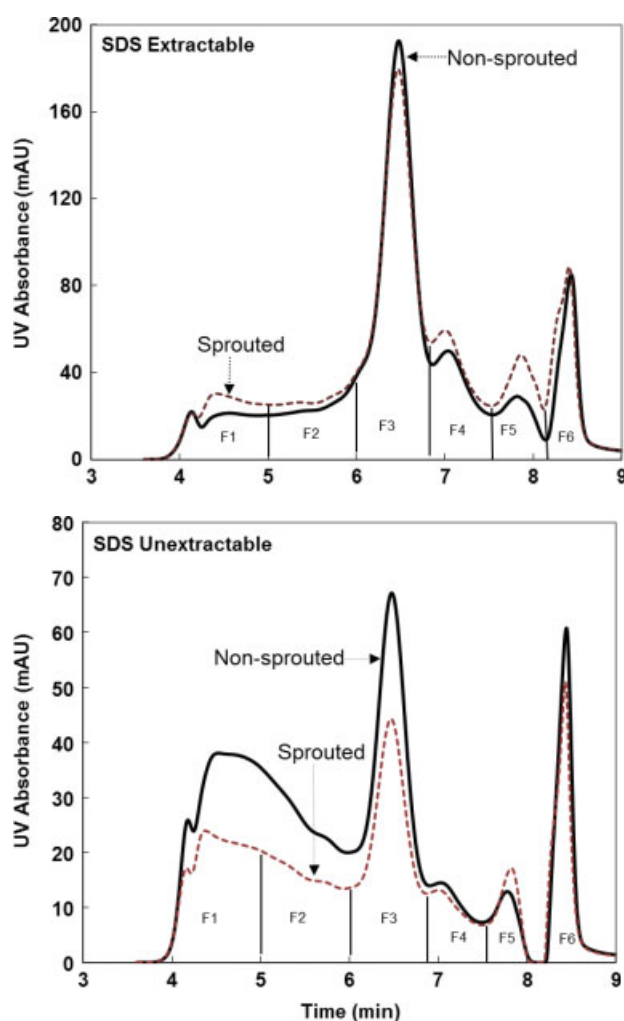 SDS Extractable
UV Absorbance (mAU)
200
160
120
80
40
0
Non-sprouted
Sprouted
F1
F2
F3
F4
F5
F6
3 4 5 6 7 8 9
SDS Unextractable
UV Absorbance (mAU)
80
70
60
50
40
30
20
10
0
Non-sprouted
Sprouted
F1
F2
F3
F4
F5
F6
3 4 5 6 7 8 9
Time (min)